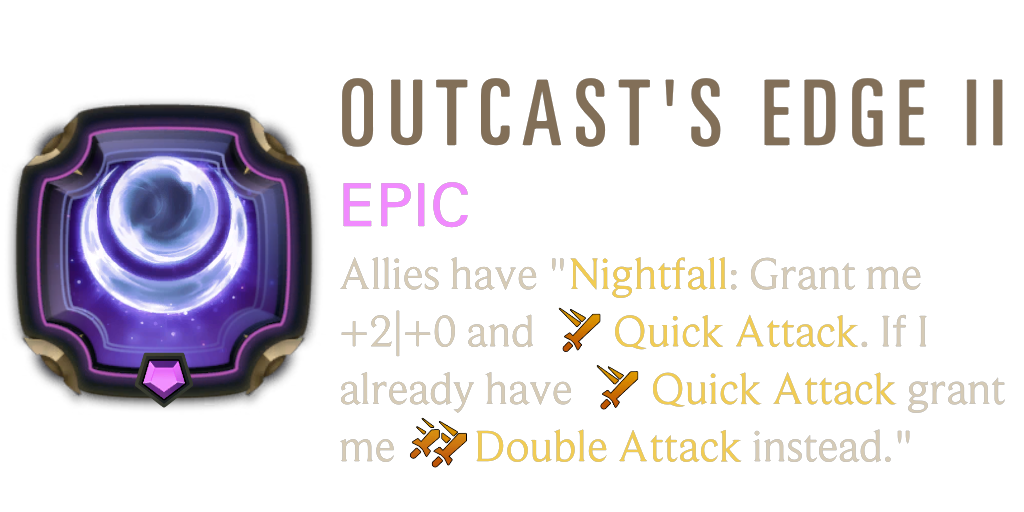 OUTCAST'S EDGE II
EPIC
Allies have "Nightfall: Grant me
+2|+0 and Quick Attack. If I
already have Quick Attack grant
me Double Attack instead."